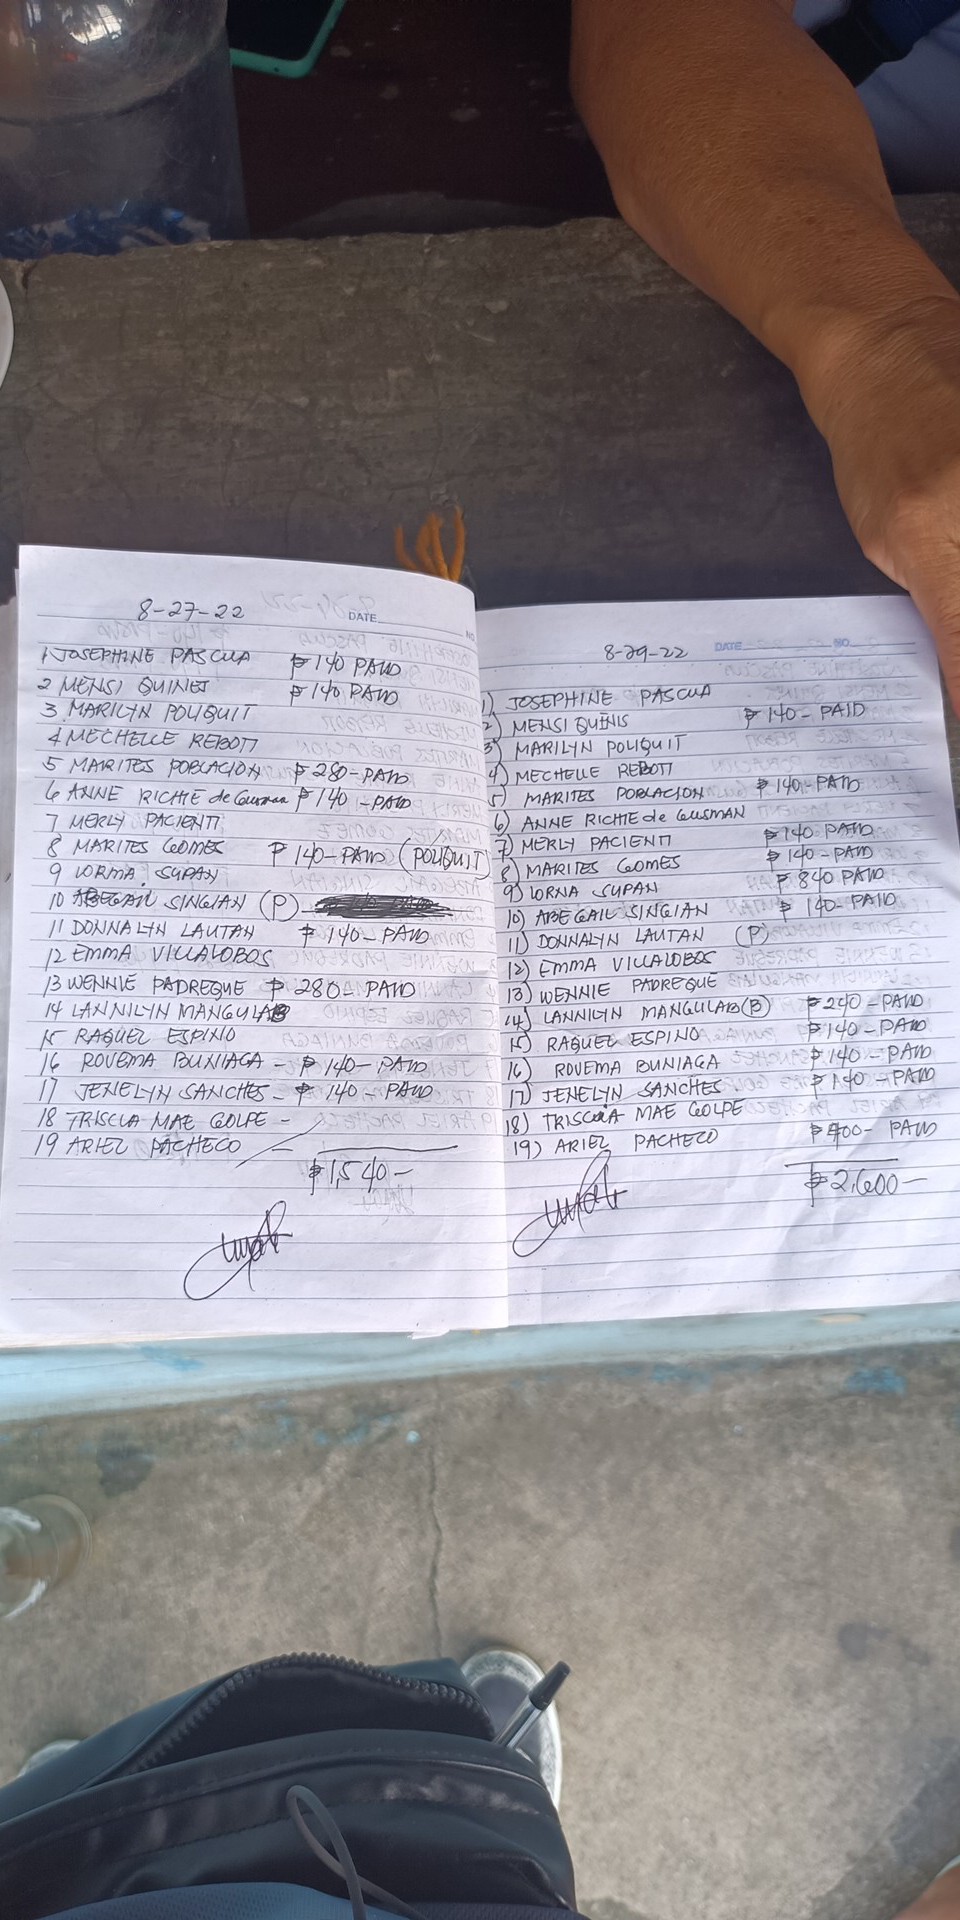 8-27-22
DATE
NO
1 JOSEPHINE PASCUA ₱140 PAID
2 MENSI QUINES ₱140 PAID
3 MARILYN POLIQUIT
4 MECHELLE REBOTI
5 MARITES POBLACION ₱280-PAID
6 ANNE RICHIE de Gusman ₱140-PAID
7 MERLY PACIENTI
8 MARITES GOMES ₱140-PAID (POLIQUIT)
9 LORMA SUPAN
10 ABEGAIL SINGIAN (P)
11 DONNALYN LAUTAN ₱140-PAID
12 EMMA VILLALOBOS
13 WENNIE PADREQUE ₱280-PAID
14 LANNILYN MANGULAB
15 RAQUEL ESPINO
16 ROVEMA BUNIAGA - ₱140-PAID
17 JENELYN SANCHES - ₱140-PAID
18 TRISCIA MAE GOLPE -
19 ARIEL PACHECO -
₱1,540-
8-29-22
DATE
NO.
1) JOSEPHINE PASCUA
2) MENSI QUINIS ₱140-PAID
3) MARILYN POLIQUIT
4) MECHELLE REBOTI
5) MARITES POBLACION ₱140-PAID
6) ANNE RICHIE de GUSMAN
7) MERLY PACIENTI ₱140 PAID
8) MARITES GOMES ₱140-PAID
9) LORNA SUPAN ₱840 PAID
10) ABEGAIL SINGIAN ₱140-PAID
11) DONNALYN LAUTAN (P)
12) EMMA VILLALOBOS
13) WENNIE PADREQUE
14) LANNILYN MANGULAB (B) ₱240-PAID
15) RAQUEL ESPINO ₱140-PAID
16) ROVEMA BUNIAGA ₱140-PAID
17) JENELYN SANCHES ₱140-PAID
18) TRISCIA MAE GOLPE
19) ARIEL PACHECO ₱400-PAID
₱2,600-